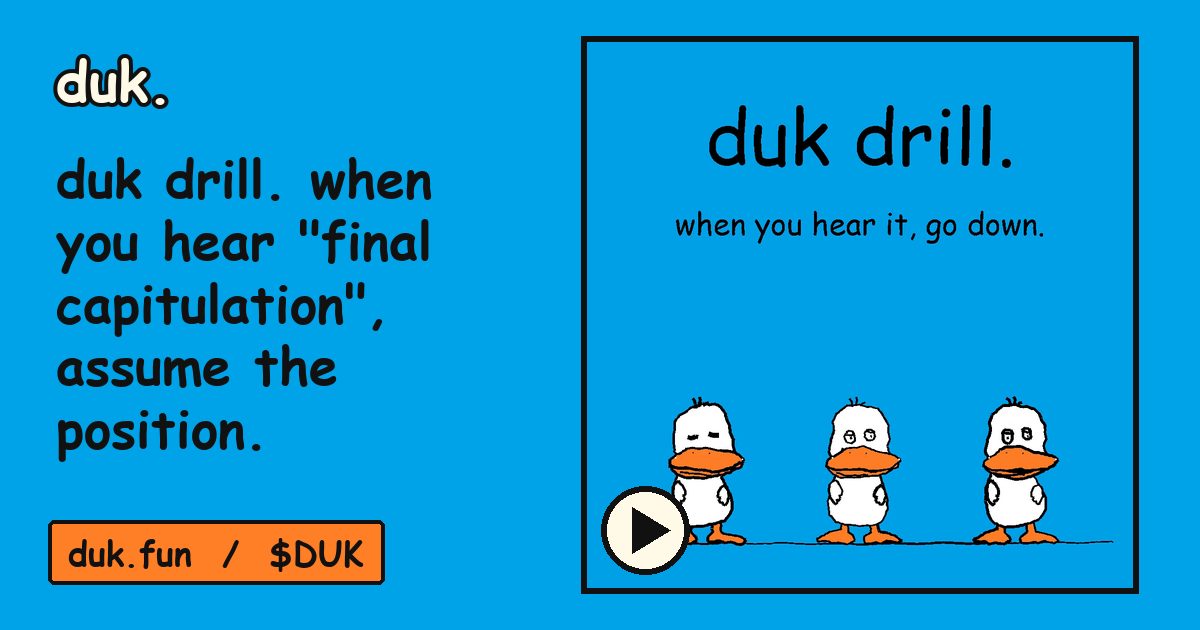 duk.
duk drill. when
you hear "final
capitulation",
assume the
position.
duk.fun / $DUK
duk drill.
when you hear it, go down.